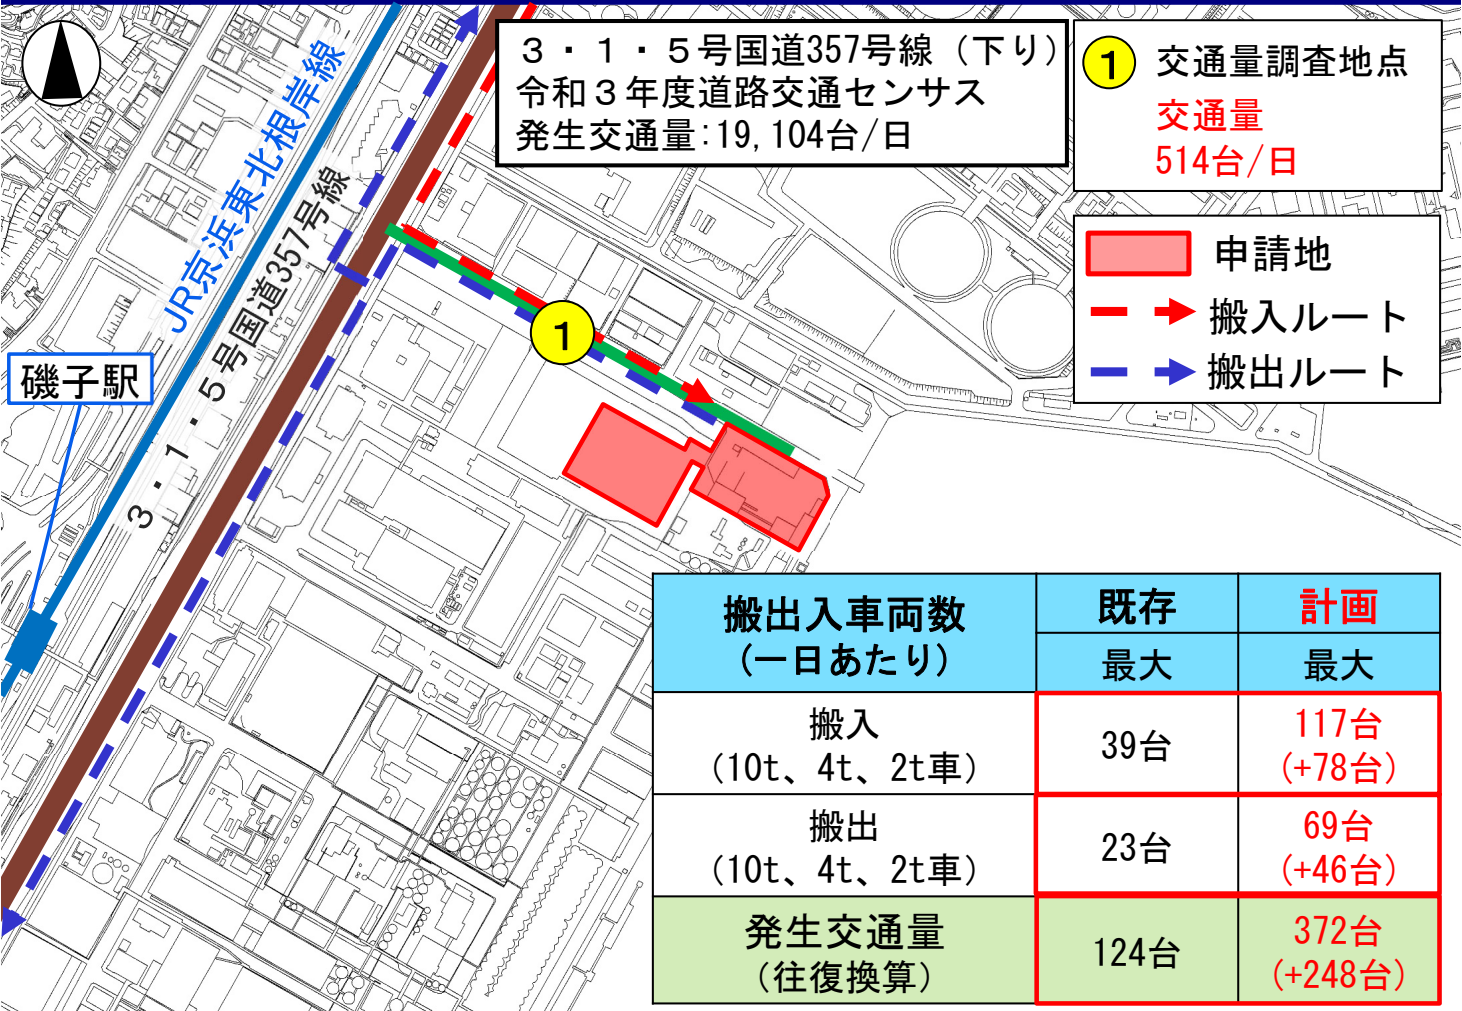 3・1・5号国道357号線（下り）
令和3年度道路交通センサス
発生交通量:19,104台/日
1 交通量調査地点
交通量
514台/日
申請地
搬入ルート
搬出ルート
JR京浜東北根岸線
3・1・5号国道357号線
磯子駅
1
搬出入車両数
(一日あたり)
既存
計画
最大
最大
搬入
(10t、4t、2t車)
39台
117台
(+78台)
搬出
(10t、4t、2t車)
23台
69台
(+46台)
発生交通量
(往復換算)
124台
372台
(+248台)